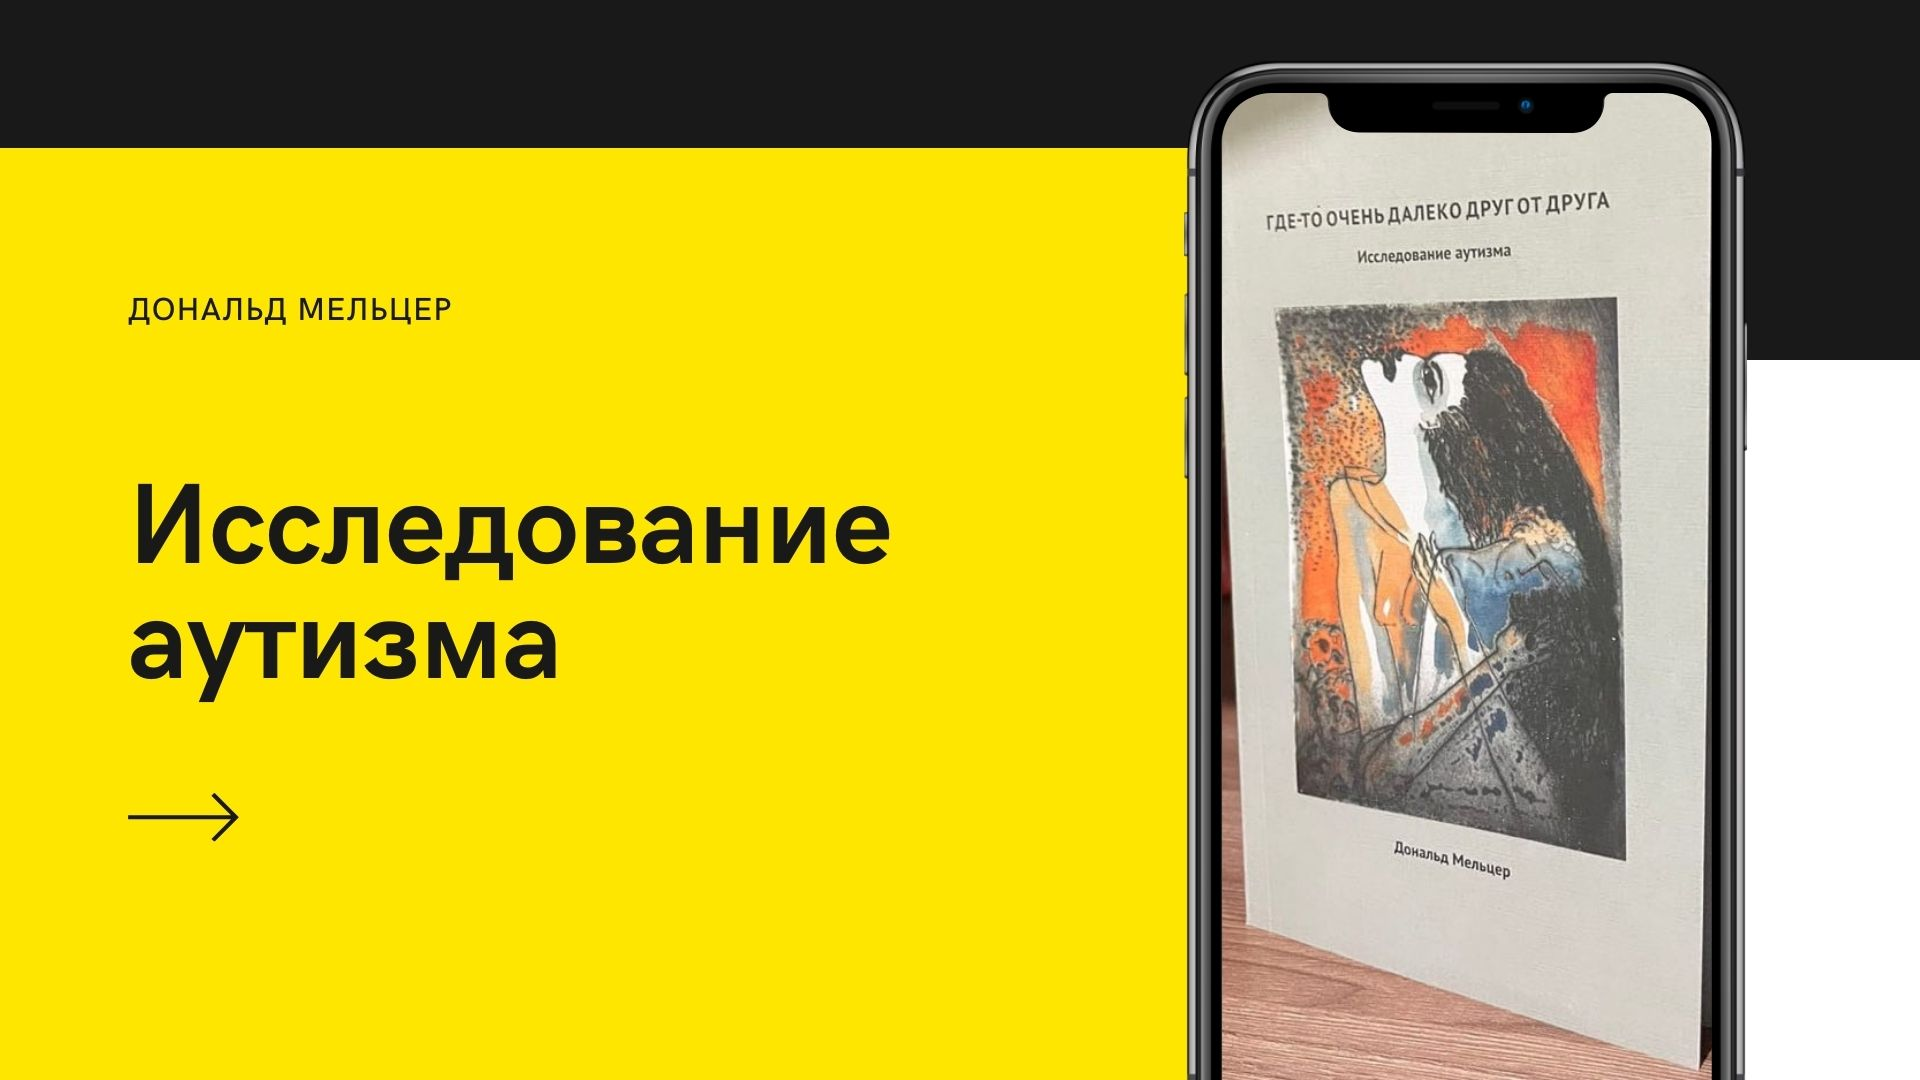 ДОНАЛЬД МЕЛЬЦЕР
Исследование
аутизма
ГДЕ-ТО ОЧЕНЬ ДАЛЕКО ДРУГ ОТ ДРУГА
Исследование аутизма
Дональд Мельцер